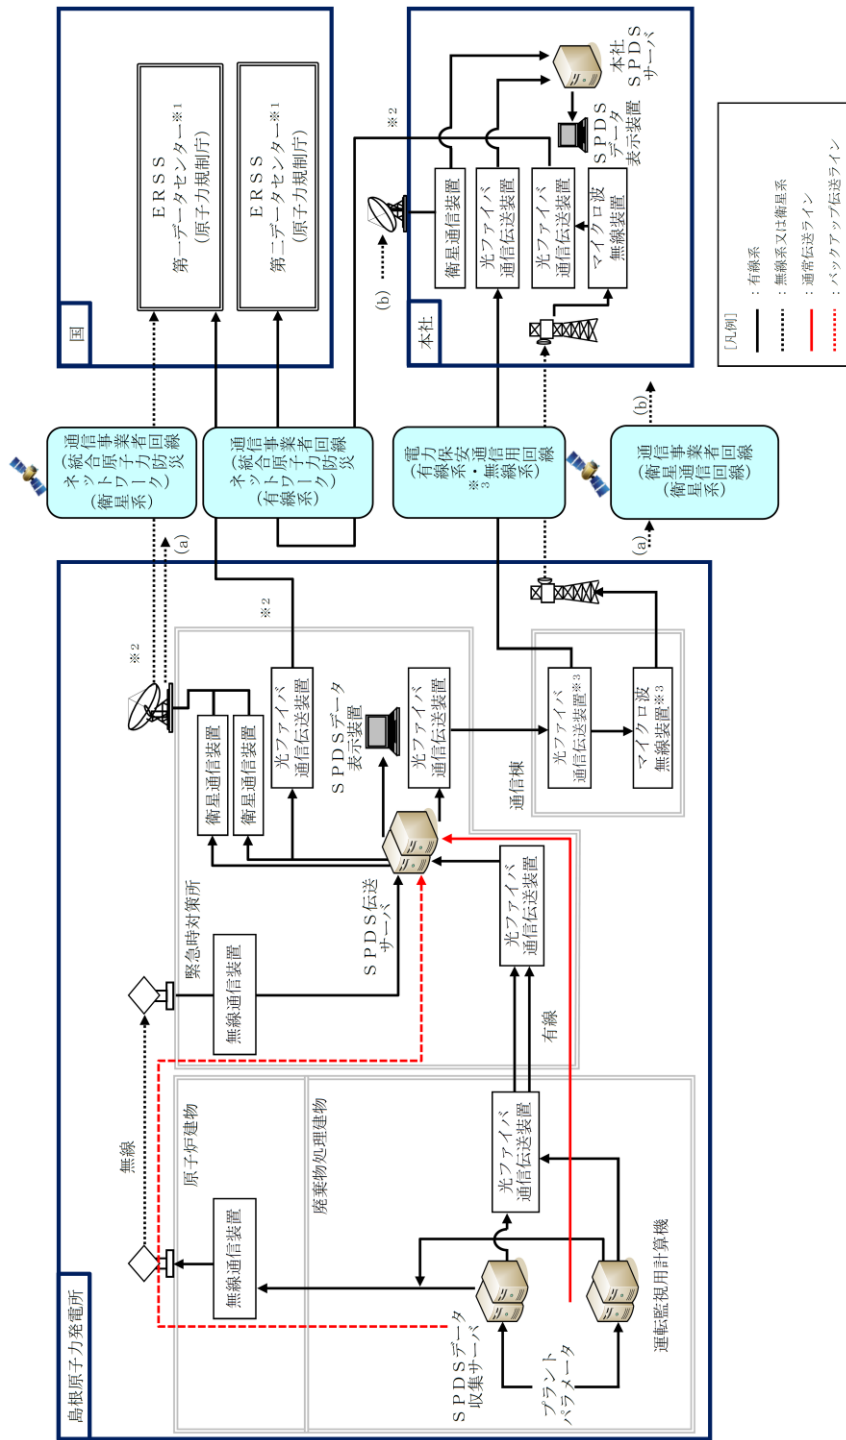 国
ＥＲＳＳ
第一データセンター※1
(原子力規制庁)
ＥＲＳＳ
第二データセンター※1
(原子力規制庁)
本社
(b)
※2
衛星通信装置
光ファイバ
通信伝送装置
光ファイバ
通信伝送装置
マイクロ波
無線装置
本社
ＳＰＤＳ
サーバ
ＳＰＤＳ
データ
表示装置
[凡例]
：有線系
：無線系又は衛星系
：通常伝送ライン
：バックアップ伝送ライン
通信事業者回線
(統合原子力防災
ネットワーク)
(衛星系)
通信事業者回線
(統合原子力防災
ネットワーク)
(有線系)
電力保安通信用回線
(有線系・無線系)
※3
通信事業者回線
(衛星通信回線)
(衛星系)
(a)
(b)
(a)
島根原子力発電所
※2
※2
緊急時対策所
衛星通信装置
衛星通信装置
光ファイバ
通信伝送装置
ＳＰＤＳデータ
表示装置
光ファイバ
通信伝送装置
無線通信装置
ＳＰＤＳ伝送
サーバ
光ファイバ
通信伝送装置
有線
通信棟
光ファイバ
通信伝送装置※3
マイクロ波
無線装置※3
無線
原子炉建物
無線通信装置
廃棄物処理建物
光ファイバ
通信伝送装置
ＳＰＤＳデータ
収集サーバ
プラント
パラメータ
運転監視用計算機